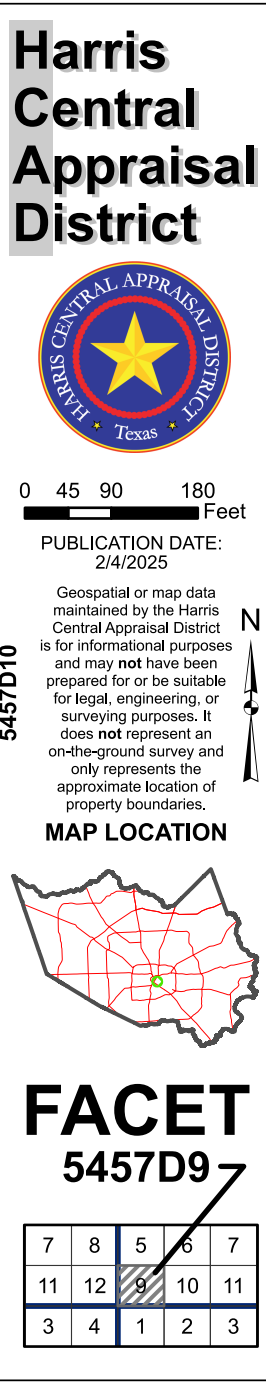 Harris
Central
Appraisal
District
HARRIS CENTRAL APPRAISAL DISTRICT
Texas
0 45 90 180
Feet
PUBLICATION DATE:
2/4/2025
Geospatial or map data
maintained by the Harris
Central Appraisal District
is for informational purposes
and may not have been
prepared for or be suitable
for legal, engineering, or
surveying purposes. It
does not represent an
on-the-ground survey and
only represents the
approximate location of
property boundaries.
N
5457D10
MAP LOCATION
FACET
5457D9
7 8 5 6 7
11 12 9 10 11
3 4 1 2 3